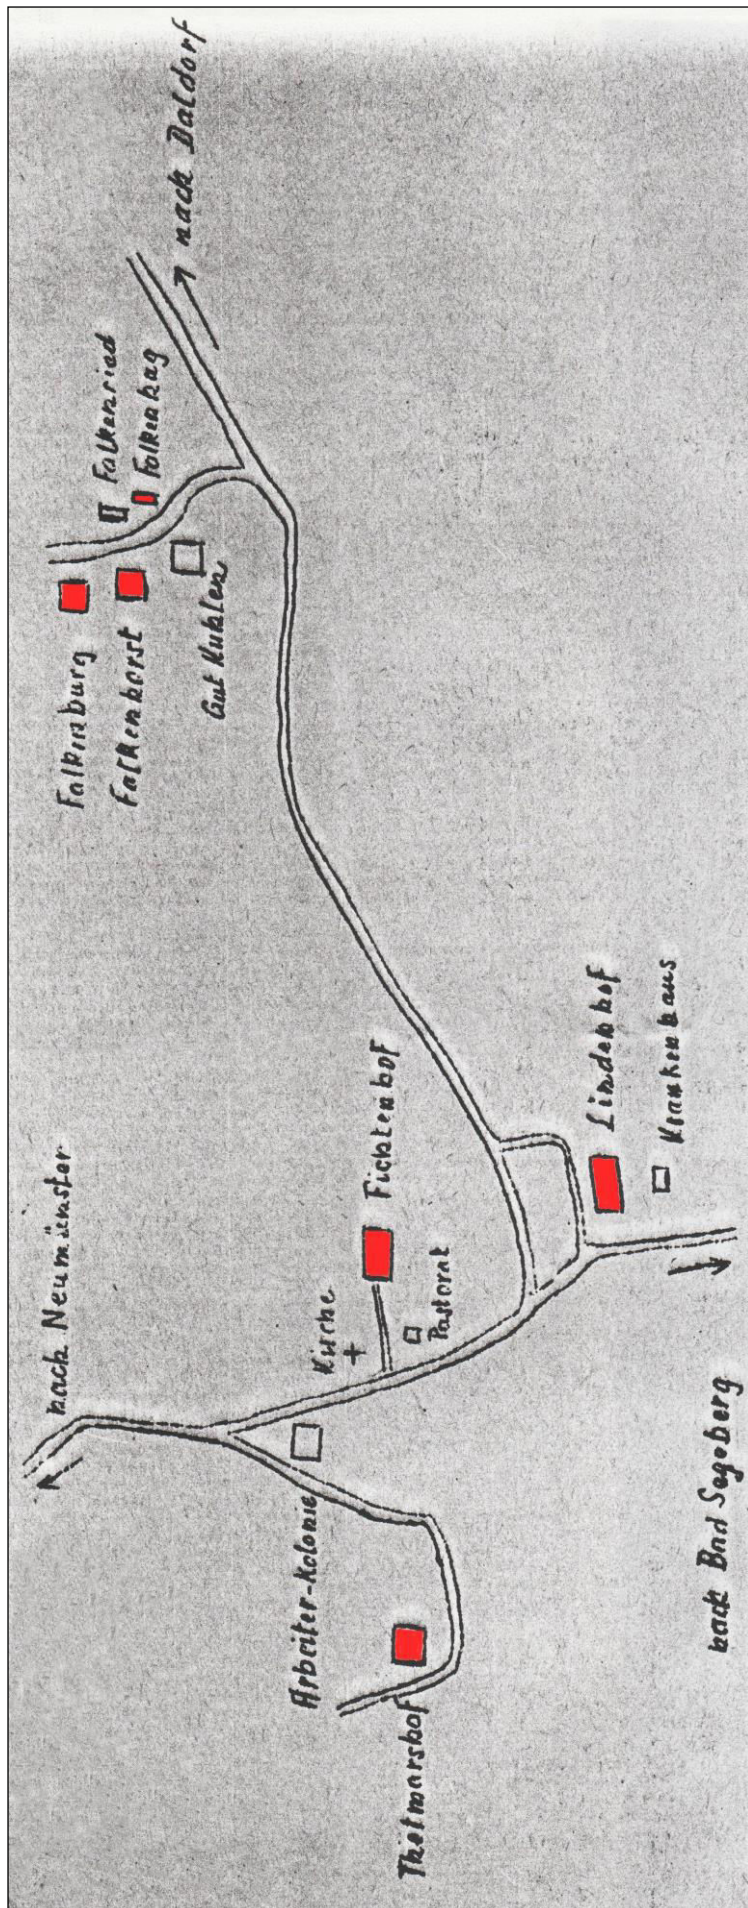 nach Neumünster
Kirche
Pastorat
Fichtenhof
Arbeiter-Kolonie
Thetmarshof
nach Bad Segeberg
Lindenhof
Krankenhaus
Falkenburg
Falkenhorst
Gut Kuhlen
Falkenried
Falkenhag
nach Daldorf